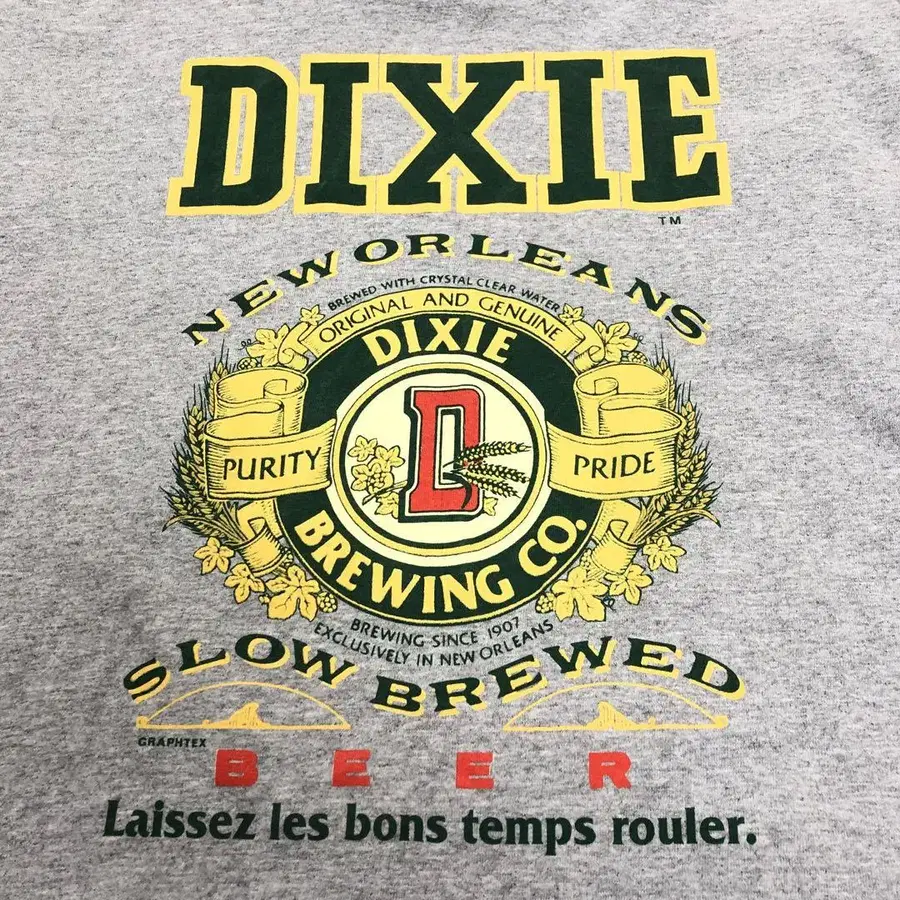 DIXIE
TM
NEW ORLEANS
BREWED WITH CRYSTAL CLEAR WATER
ORIGINAL AND GENUINE
DIXIE
D
PURITY
PRIDE
BREWING CO.
BREWING SINCE 1907
EXCLUSIVELY IN NEW ORLEANS
SLOW BREWED
GRAPHTEX
BEER
Laissez les bons temps rouler.